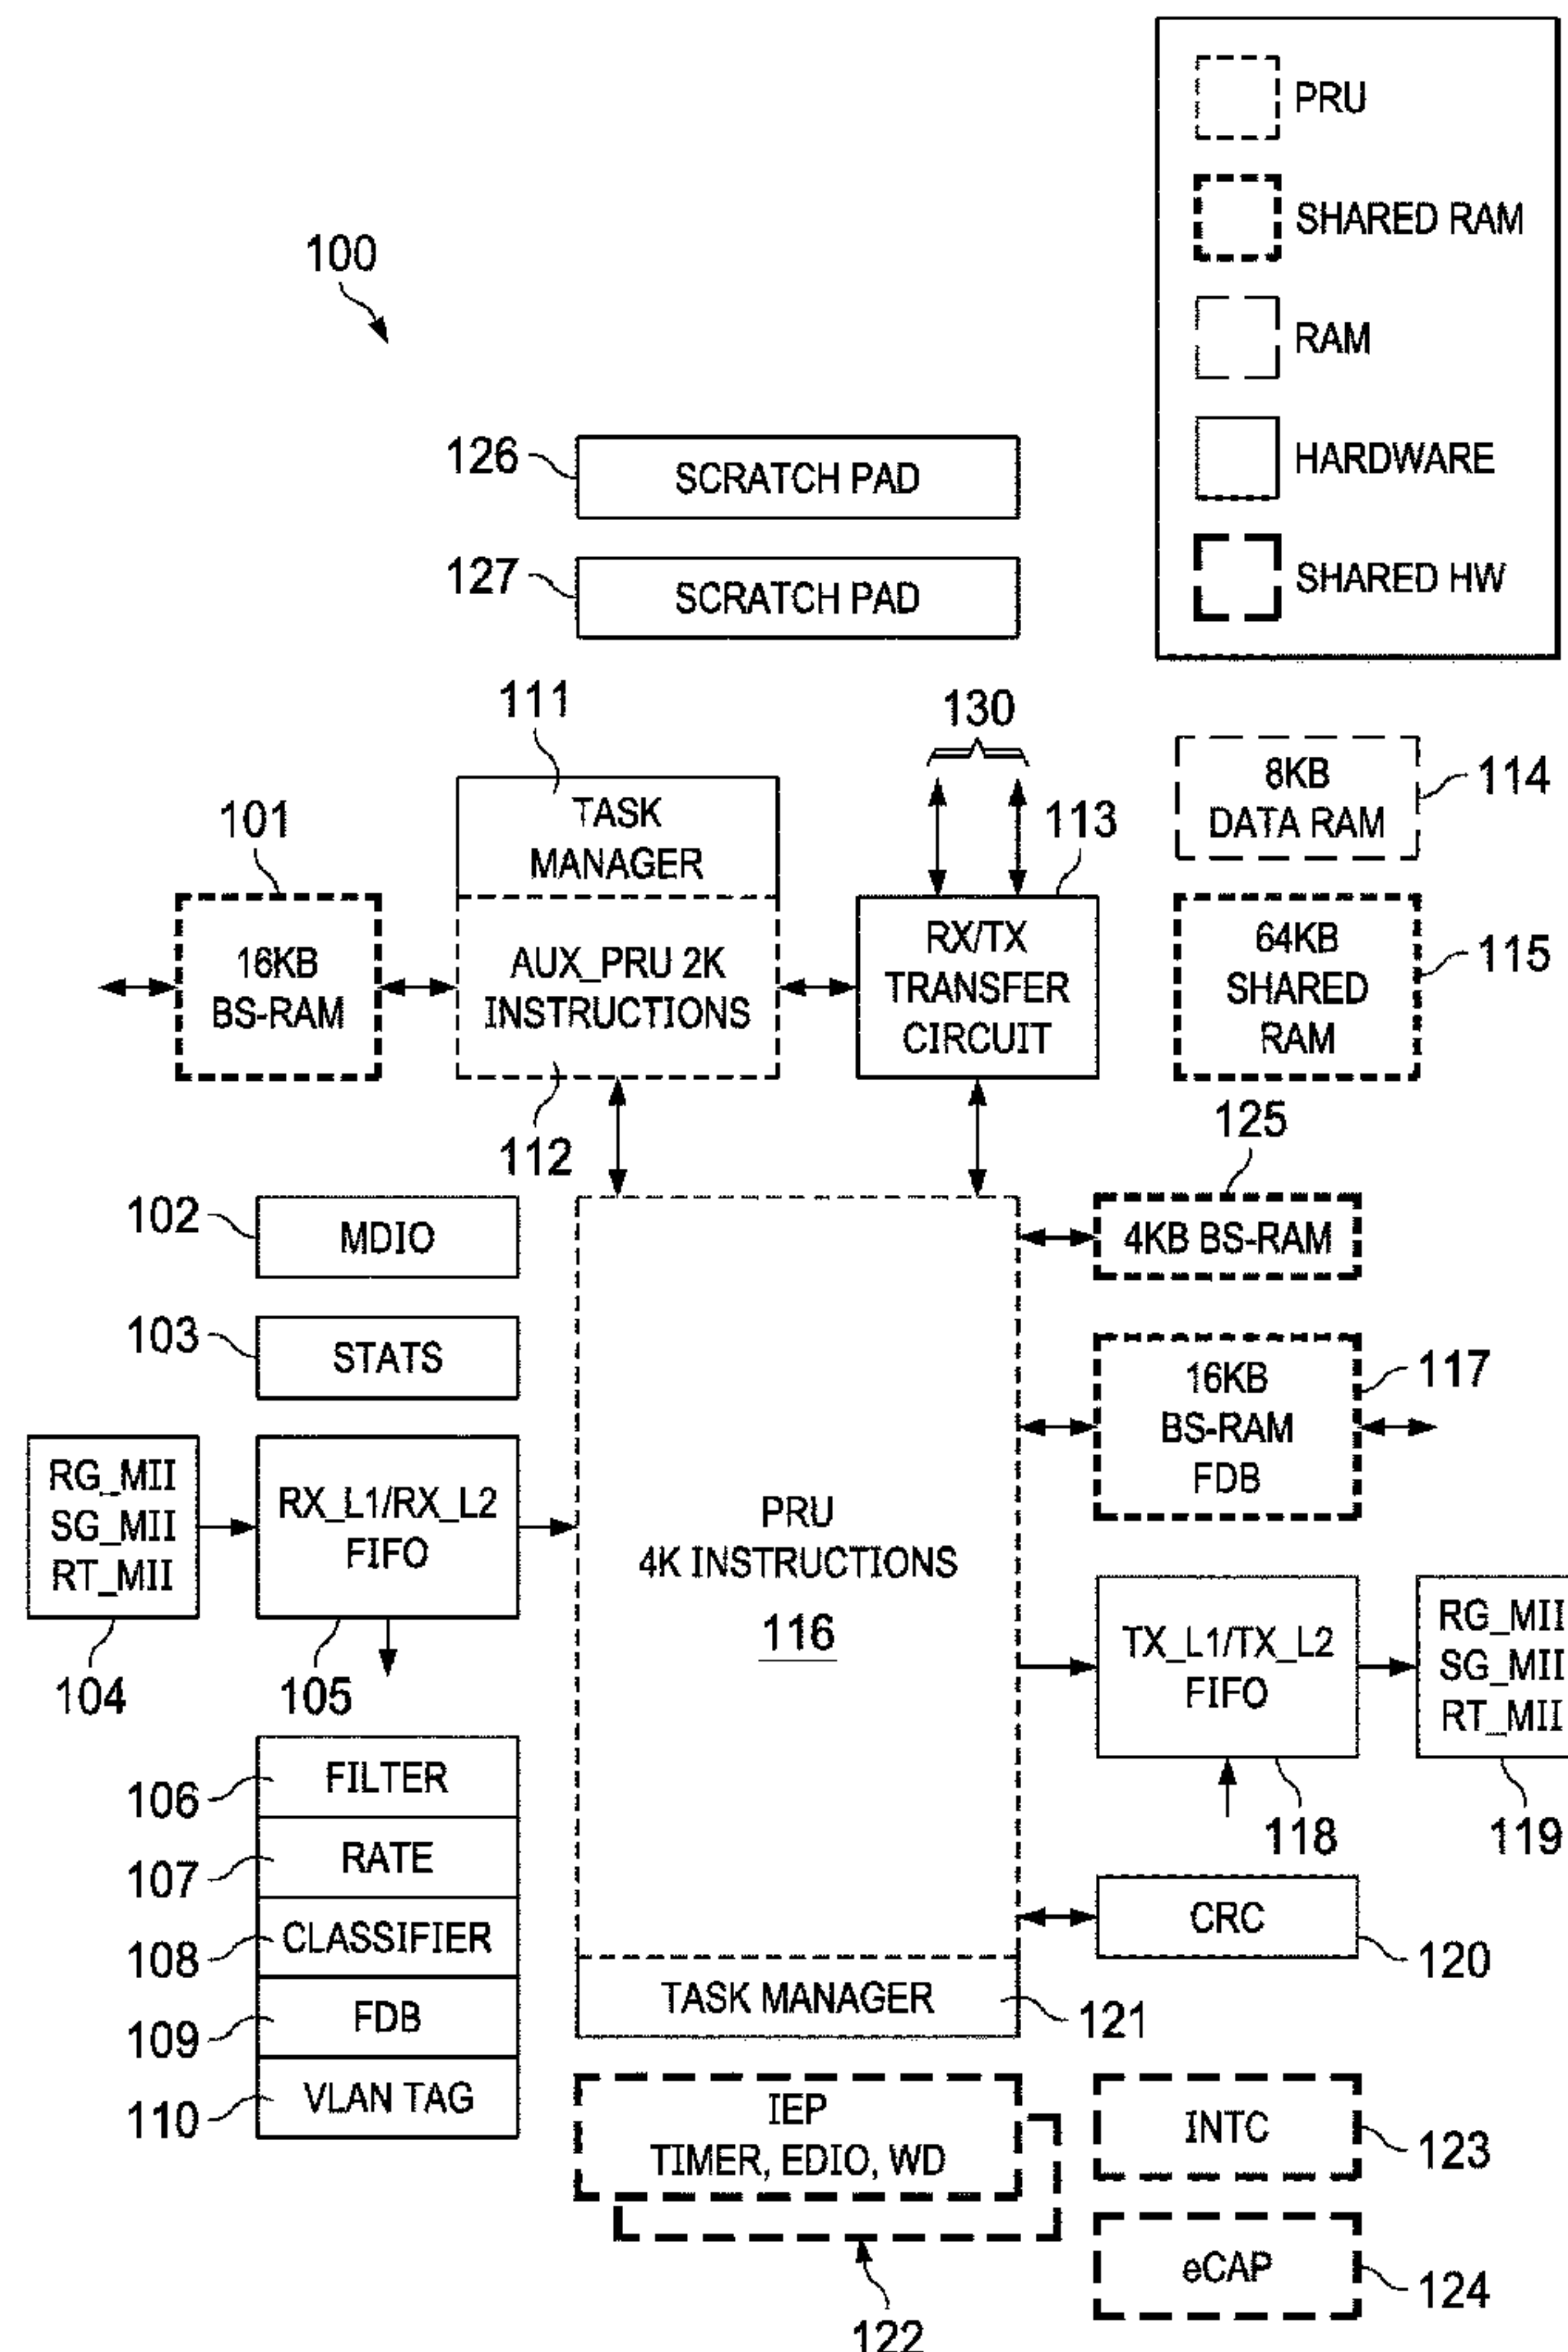 PRU
SHARED RAM
RAM
HARDWARE
SHARED HW
100
126
SCRATCH PAD
127
SCRATCH PAD
111
130
101
TASK
MANAGER
113
8KB
DATA RAM
114
16KB
BS-RAM
AUX_PRU 2K
INSTRUCTIONS
RX/TX
TRANSFER
CIRCUIT
64KB
SHARED
RAM
115
112
125
102
MDIO
4KB BS-RAM
103
STATS
16KB
BS-RAM
FDB
117
RG_MII
SG_MII
RT_MII
RX_L1/RX_L2
FIFO
PRU
4K INSTRUCTIONS
116
TX_L1/TX_L2
FIFO
RG_MII
SG_MII
RT_MII
104
105
118
119
106
FILTER
107
RATE
108
CLASSIFIER
CRC
120
109
FDB
TASK MANAGER
121
110
VLAN TAG
IEP
TIMER, EDIO, WD
INTC
123
eCAP
124
122